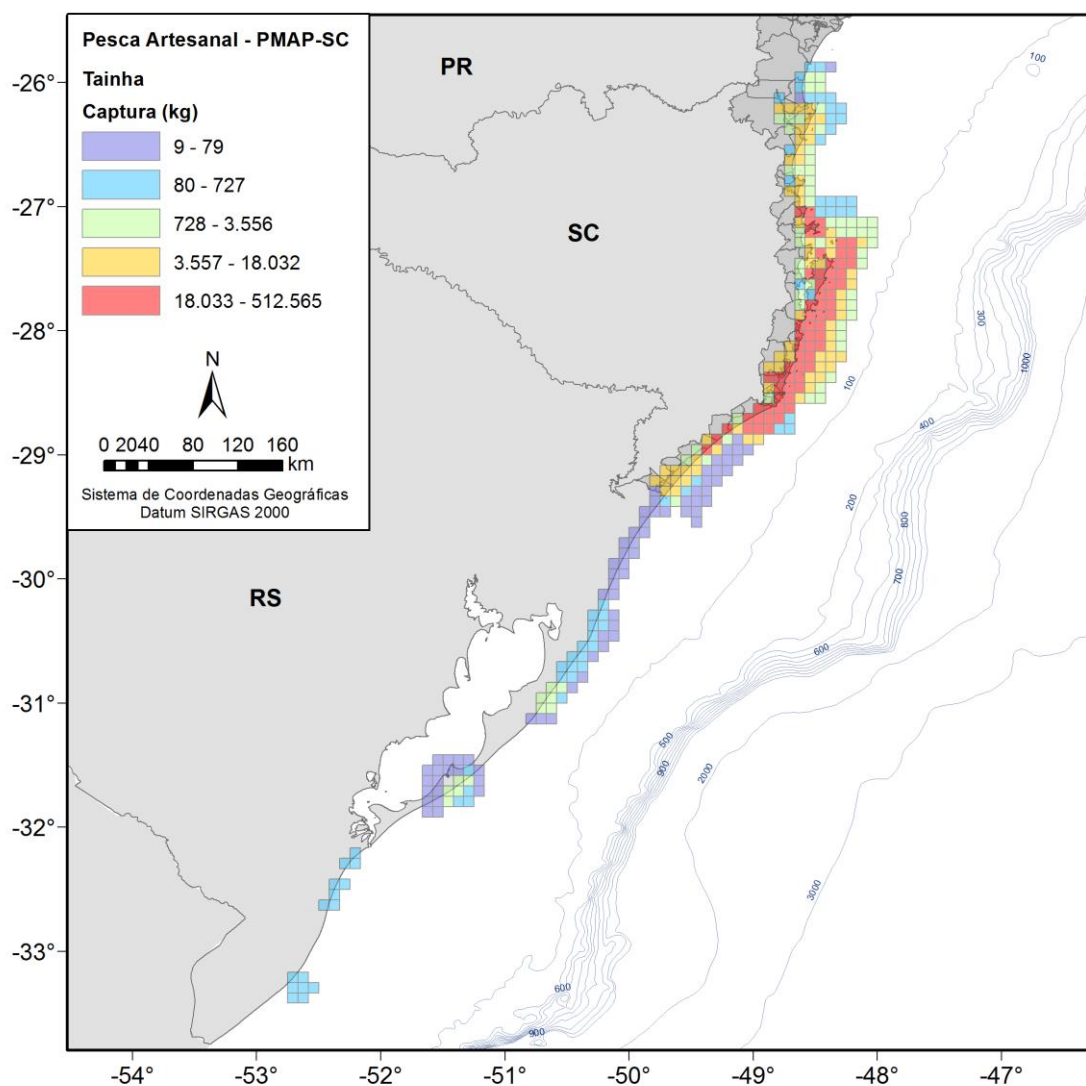 Pesca Artesanal - PMAP-SC
Tainha
Captura (kg)
9 - 79
80 - 727
728 - 3.556
3.557 - 18.032
18.033 - 512.565
N
0 20 40 80 120 160
km
Sistema de Coordenadas Geográficas
Datum SIRGAS 2000
PR
SC
RS
100
300
1000
100
400
200
800
700
600
500
900
2000
3000
600
900
-26°
-27°
-28°
-29°
-30°
-31°
-32°
-33°
-54°
-53°
-52°
-51°
-50°
-49°
-48°
-47°